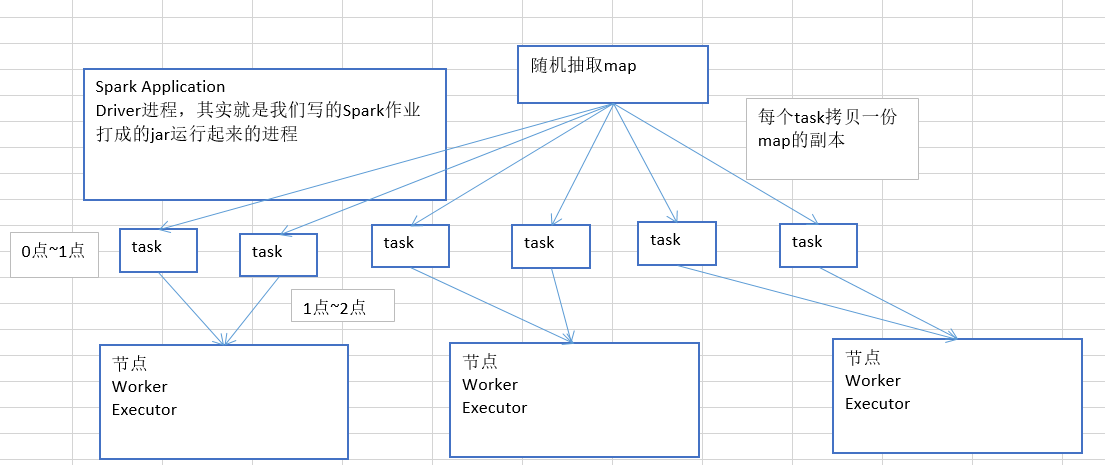 随机抽取map
Spark Application
Driver进程，其实就是我们写的Spark作业
打成的jar运行起来的进程
每个task拷贝一份
map的副本
0点~1点
task
task
task
task
task
task
1点~2点
节点
Worker
Executor
节点
Worker
Executor
节点
Worker
Executor